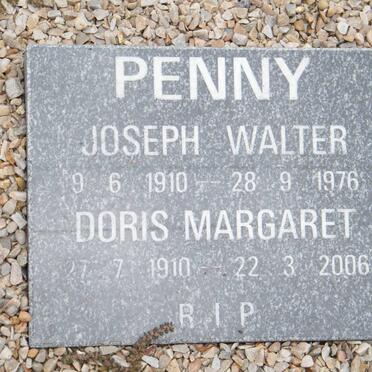 PENNY
JOSEPH WALTER
9 6 1910 — 28 9 1976
DORIS MARGARET
27 7 1910 — 22 3 2006
R I P